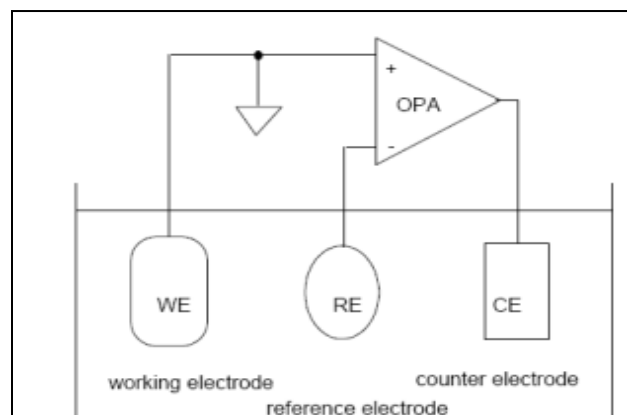 +
OPA
-
WE
RE
CE
working electrode
counter electrode
reference electrode